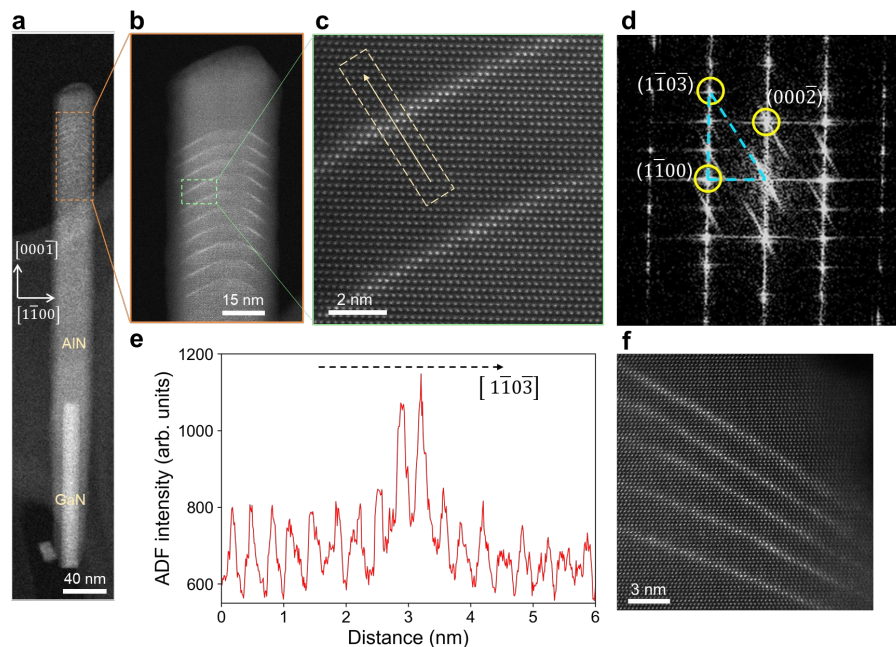 a
b
c
d
[0001̄]
[11̄00]
AlN
GaN
40 nm
15 nm
2 nm
(11̄03̄)
(0002̄)
(11̄00)
e
1200
1000
800
600
ADF intensity (arb. units)
[ 11̄03̄]
0
1
2
3
4
5
6
Distance (nm)
f
3 nm